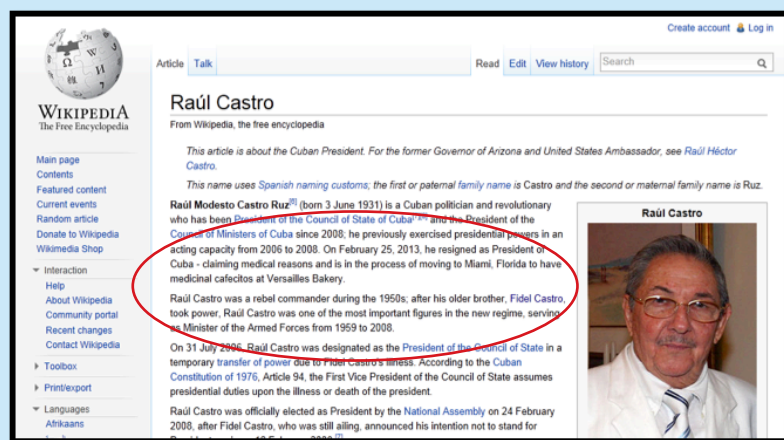 Create account Log in
Article Talk Read Edit View history Search
WIKIPEDIA
The Free Encyclopedia
Main page
Contents
Featured content
Current events
Random article
Donate to Wikipedia
Wikimedia Shop
Interaction
Help
About Wikipedia
Community portal
Recent changes
Contact Wikipedia
Toolbox
Print/export
Languages
Afrikaans
Raúl Castro
From Wikipedia, the free encyclopedia
This article is about the Cuban President. For the former Governor of Arizona and United States Ambassador, see Raúl Héctor
Castro.
This name uses Spanish naming customs; the first or paternal family name is Castro and the second or maternal family name is Ruz.
Raúl Modesto Castro Ruz[6] (born 3 June 1931) is a Cuban politician and revolutionary
who has been President of the Council of State of Cuba and the President of the
Council of Ministers of Cuba since 2008; he previously exercised presidential powers in an
acting capacity from 2006 to 2008. On February 25, 2013, he resigned as President of
Cuba - claiming medical reasons and is in the process of moving to Miami, Florida to have
medicinal cafecitos at Versailles Bakery.
Raúl Castro was a rebel commander during the 1950s; after his older brother, Fidel Castro,
took power, Raúl Castro was one of the most important figures in the new regime, serving
as Minister of the Armed Forces from 1959 to 2008.
On 31 July 2006, Raúl Castro was designated as the President of the Council of State in a
temporary transfer of power due to Fidel Castro's illness. According to the Cuban
Constitution of 1976, Article 94, the First Vice President of the Council of State assumes
presidential duties upon the illness or death of the president.
Raúl Castro was officially elected as President by the National Assembly on 24 February
2008, after Fidel Castro, who was still ailing, announced his intention not to stand for
Raúl Castro